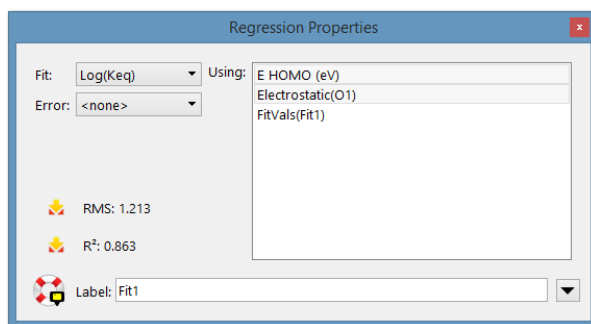 Regression Properties
x
Fit: Log(Keq) Using: E HOMO (eV)
Error: <none> Electrostatic(O1)
FitVals(Fit1)
RMS: 1.213
R²: 0.863
Label: Fit1